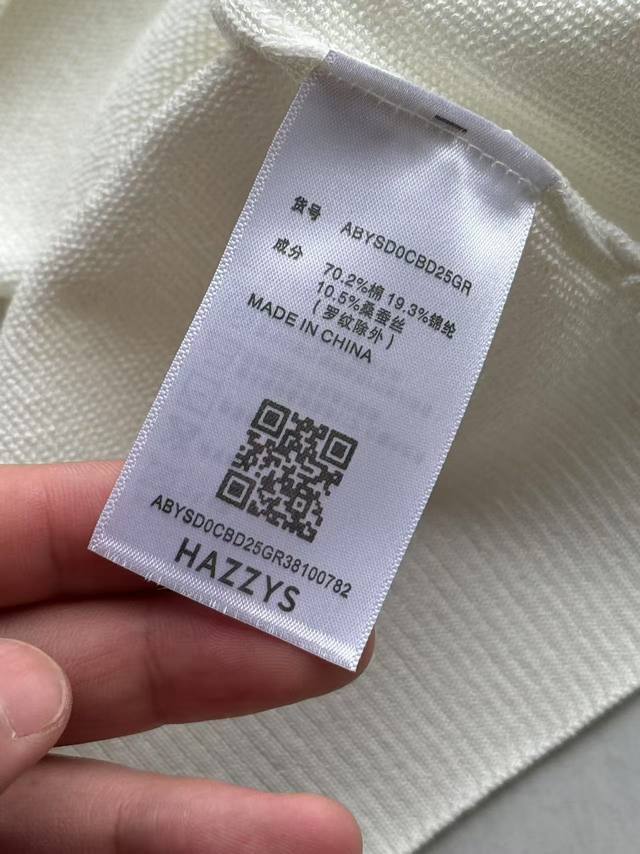 货号 ABYSD0CBD25GR
成分 70.2%棉 19.3%锦纶
10.5%桑蚕丝
(罗纹除外)
MADE IN CHINA
ABYSD0CBD25GR38100782
HAZZYS